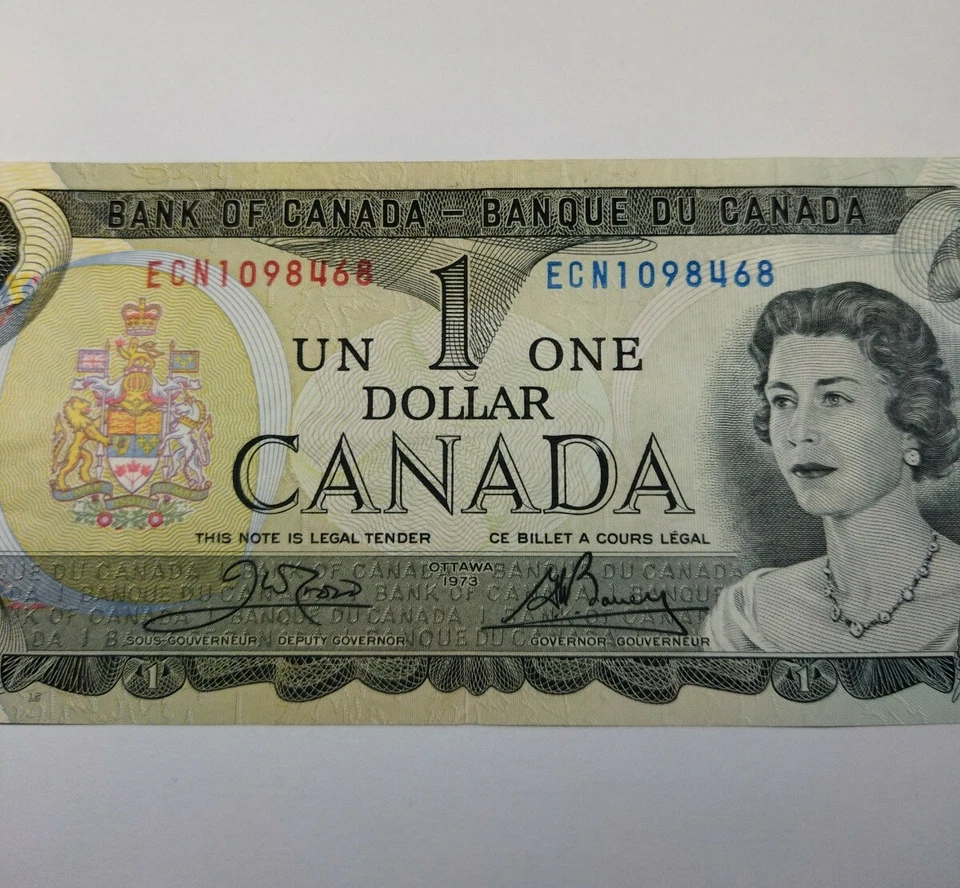 BANK OF CANADA – BANQUE DU CANADA
ECN1098468 ECN1098468
UN 1 ONE
DOLLAR
CANADA
THIS NOTE IS LEGAL TENDER CE BILLET A COURS LÉGAL
OTTAWA
1973
SOUS-GOUVERNEUR DEPUTY GOVERNOR GOVERNOR-GOUVERNEUR
1 1